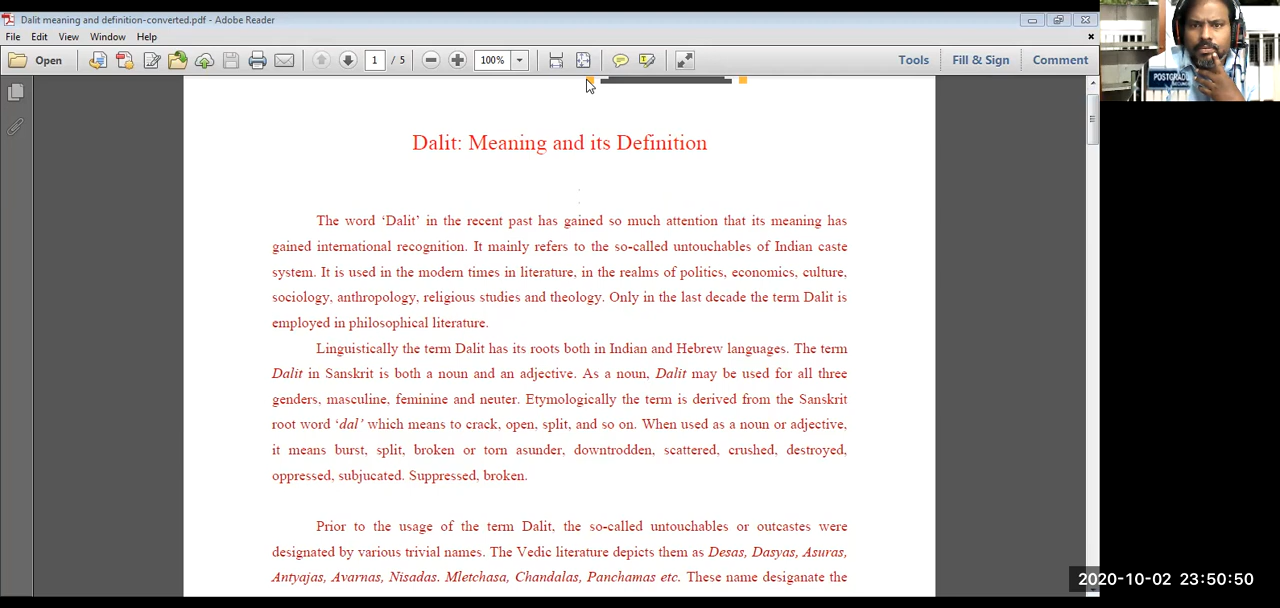 Dalit meaning and definition-converted.pdf - Adobe Reader
File Edit View Window Help
Open 1 / 5 100% Tools Fill & Sign Comment
POSTGRAD
Dalit: Meaning and its Definition
The word ‘Dalit’ in the recent past has gained so much attention that its meaning has
gained international recognition. It mainly refers to the so-called untouchables of Indian caste
system. It is used in the modern times in literature, in the realms of politics, economics, culture,
sociology, anthropology, religious studies and theology. Only in the last decade the term Dalit is
employed in philosophical literature.
Linguistically the term Dalit has its roots both in Indian and Hebrew languages. The term
Dalit in Sanskrit is both a noun and an adjective. As a noun, Dalit may be used for all three
genders, masculine, feminine and neuter. Etymologically the term is derived from the Sanskrit
root word ‘dal’ which means to crack, open, split, and so on. When used as a noun or adjective,
it means burst, split, broken or torn asunder, downtrodden, scattered, crushed, destroyed,
oppressed, subjucated. Suppressed, broken.
Prior to the usage of the term Dalit, the so-called untouchables or outcastes were
designated by various trivial names. The Vedic literature depicts them as Desas, Dasyas, Asuras,
Antyajas, Avarnas, Nisadas. Mletchasa, Chandalas, Panchamas etc. These name desiganate the
2020-10-02 23:50:50